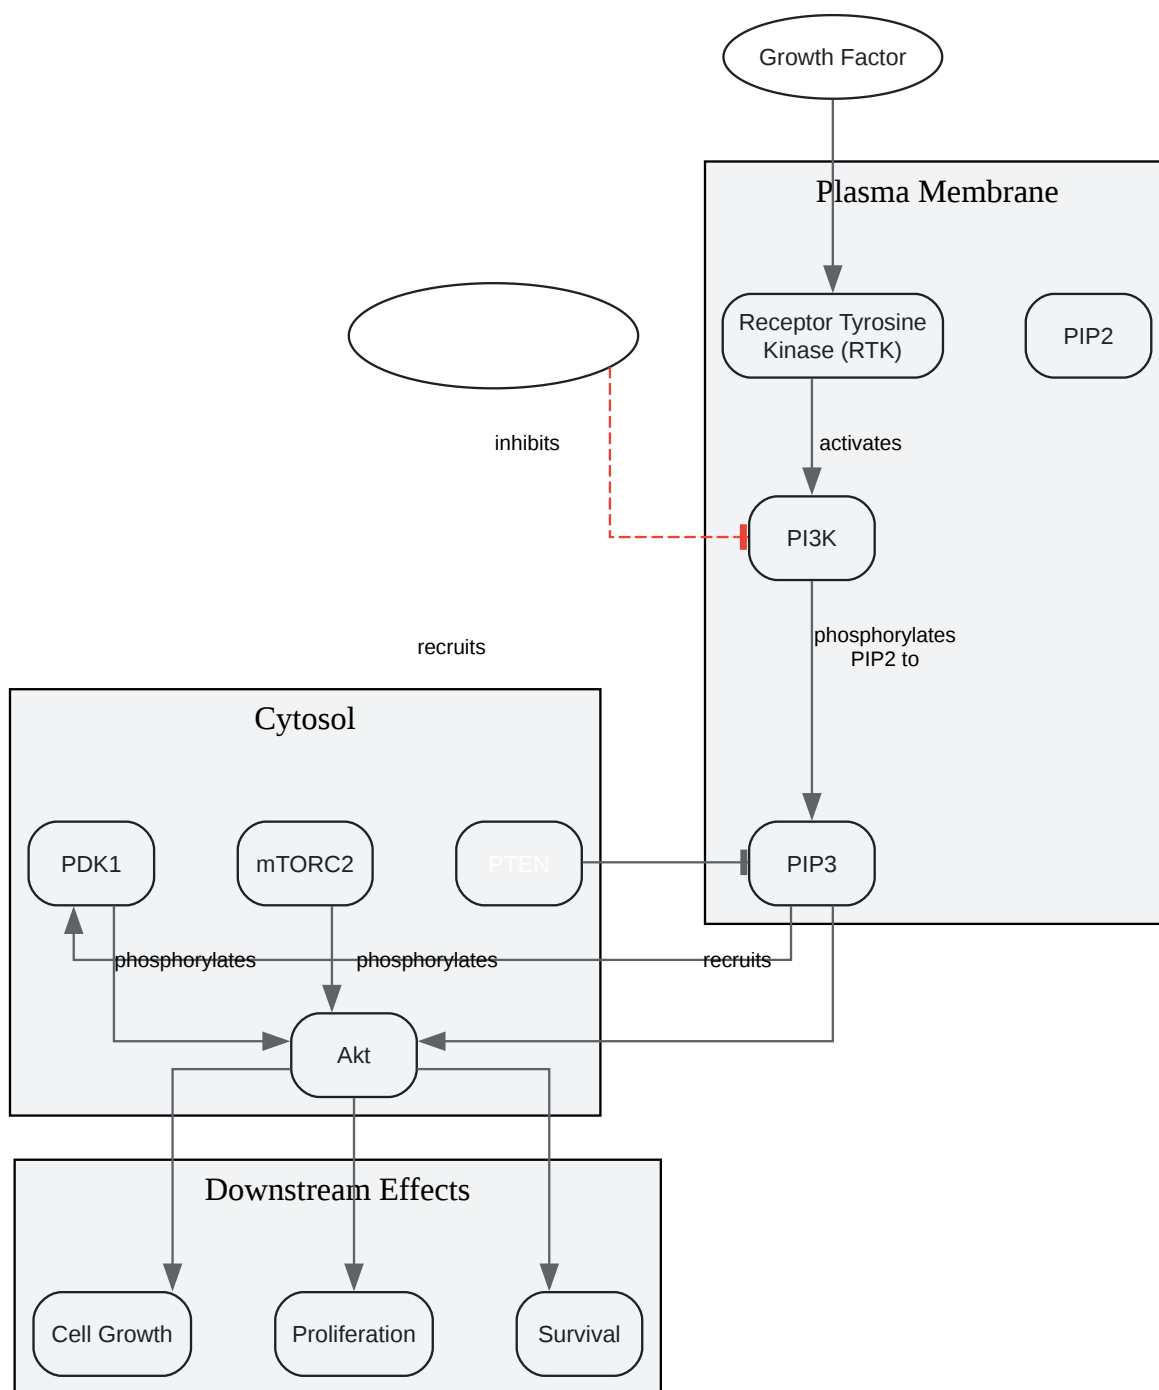 Growth Factor
Plasma Membrane
Receptor Tyrosine
Kinase (RTK)
PIP2
inhibits
activates
PI3K
phosphorylates
PIP2 to
recruits
Cytosol
PDK1
mTORC2
PTEN
PIP3
phosphorylates
phosphorylates
recruits
Akt
Downstream Effects
Cell Growth
Proliferation
Survival